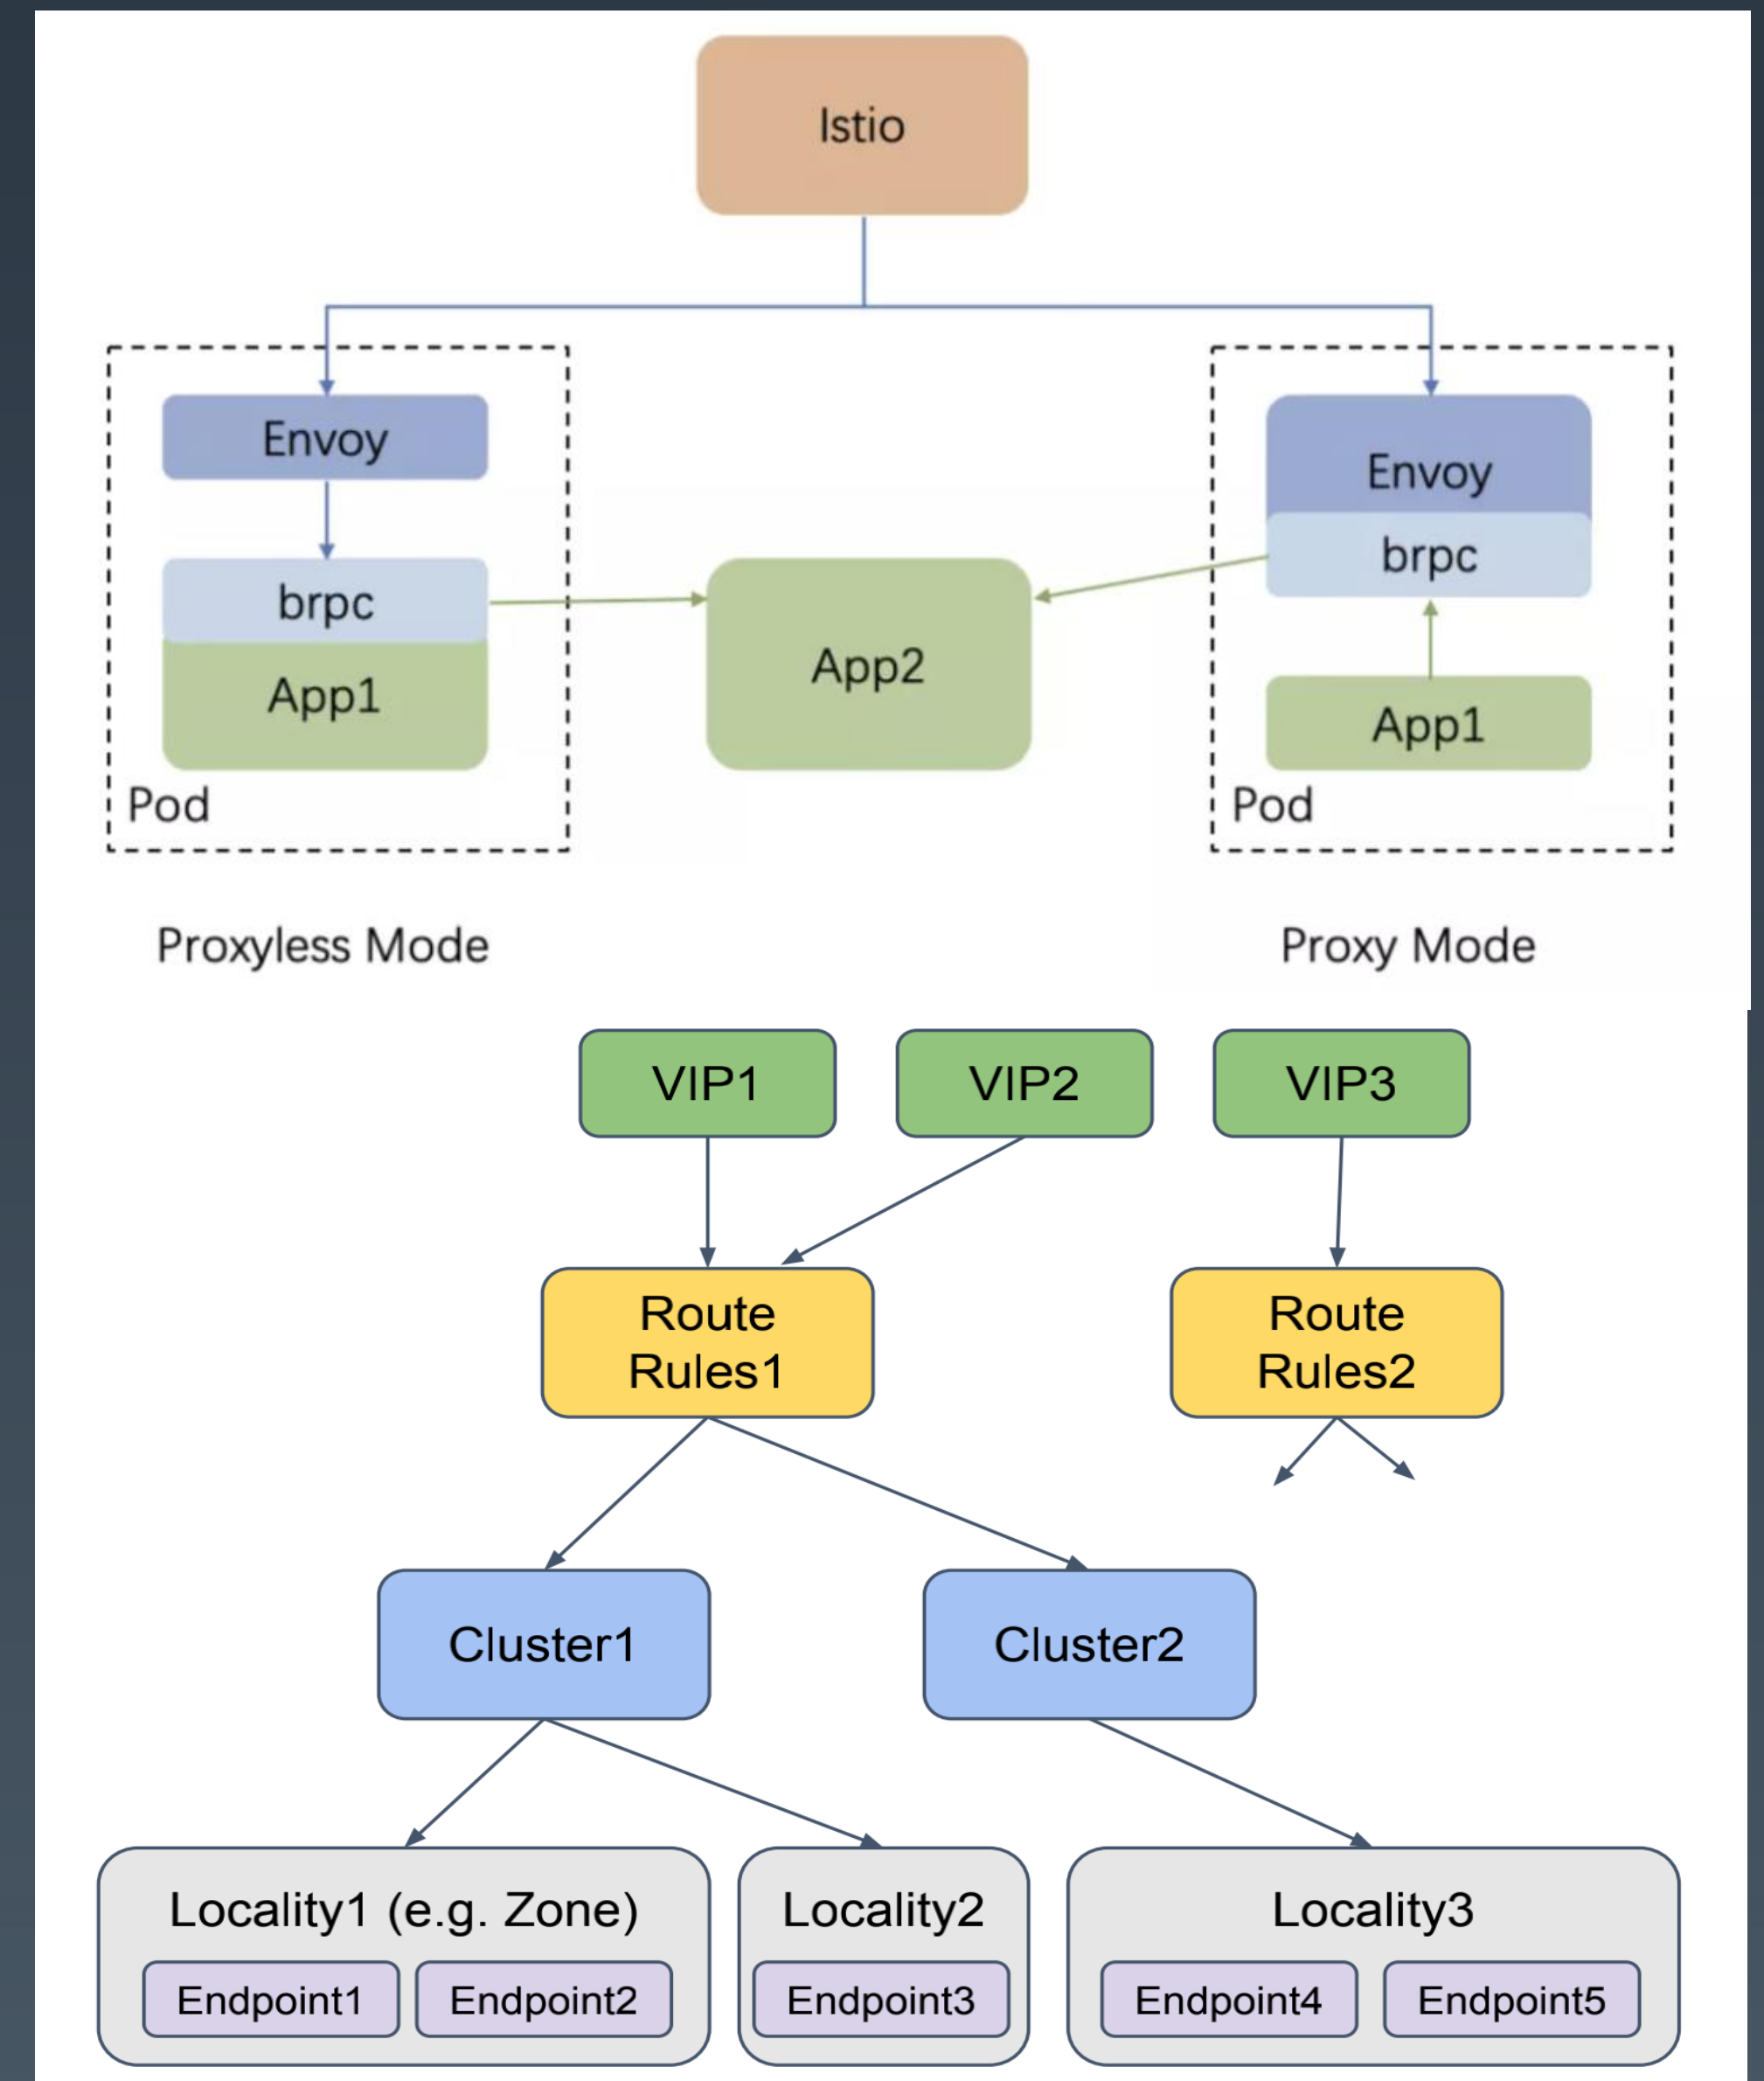 Istio
Envoy
brpc
App1
Pod
App2
Envoy
brpc
App1
Pod
Proxyless Mode
Proxy Mode
VIP1
VIP2
VIP3
Route
Rules1
Route
Rules2
Cluster1
Cluster2
Locality1 (e.g. Zone)
Endpoint1
Endpoint2
Locality2
Endpoint3
Locality3
Endpoint4
Endpoint5